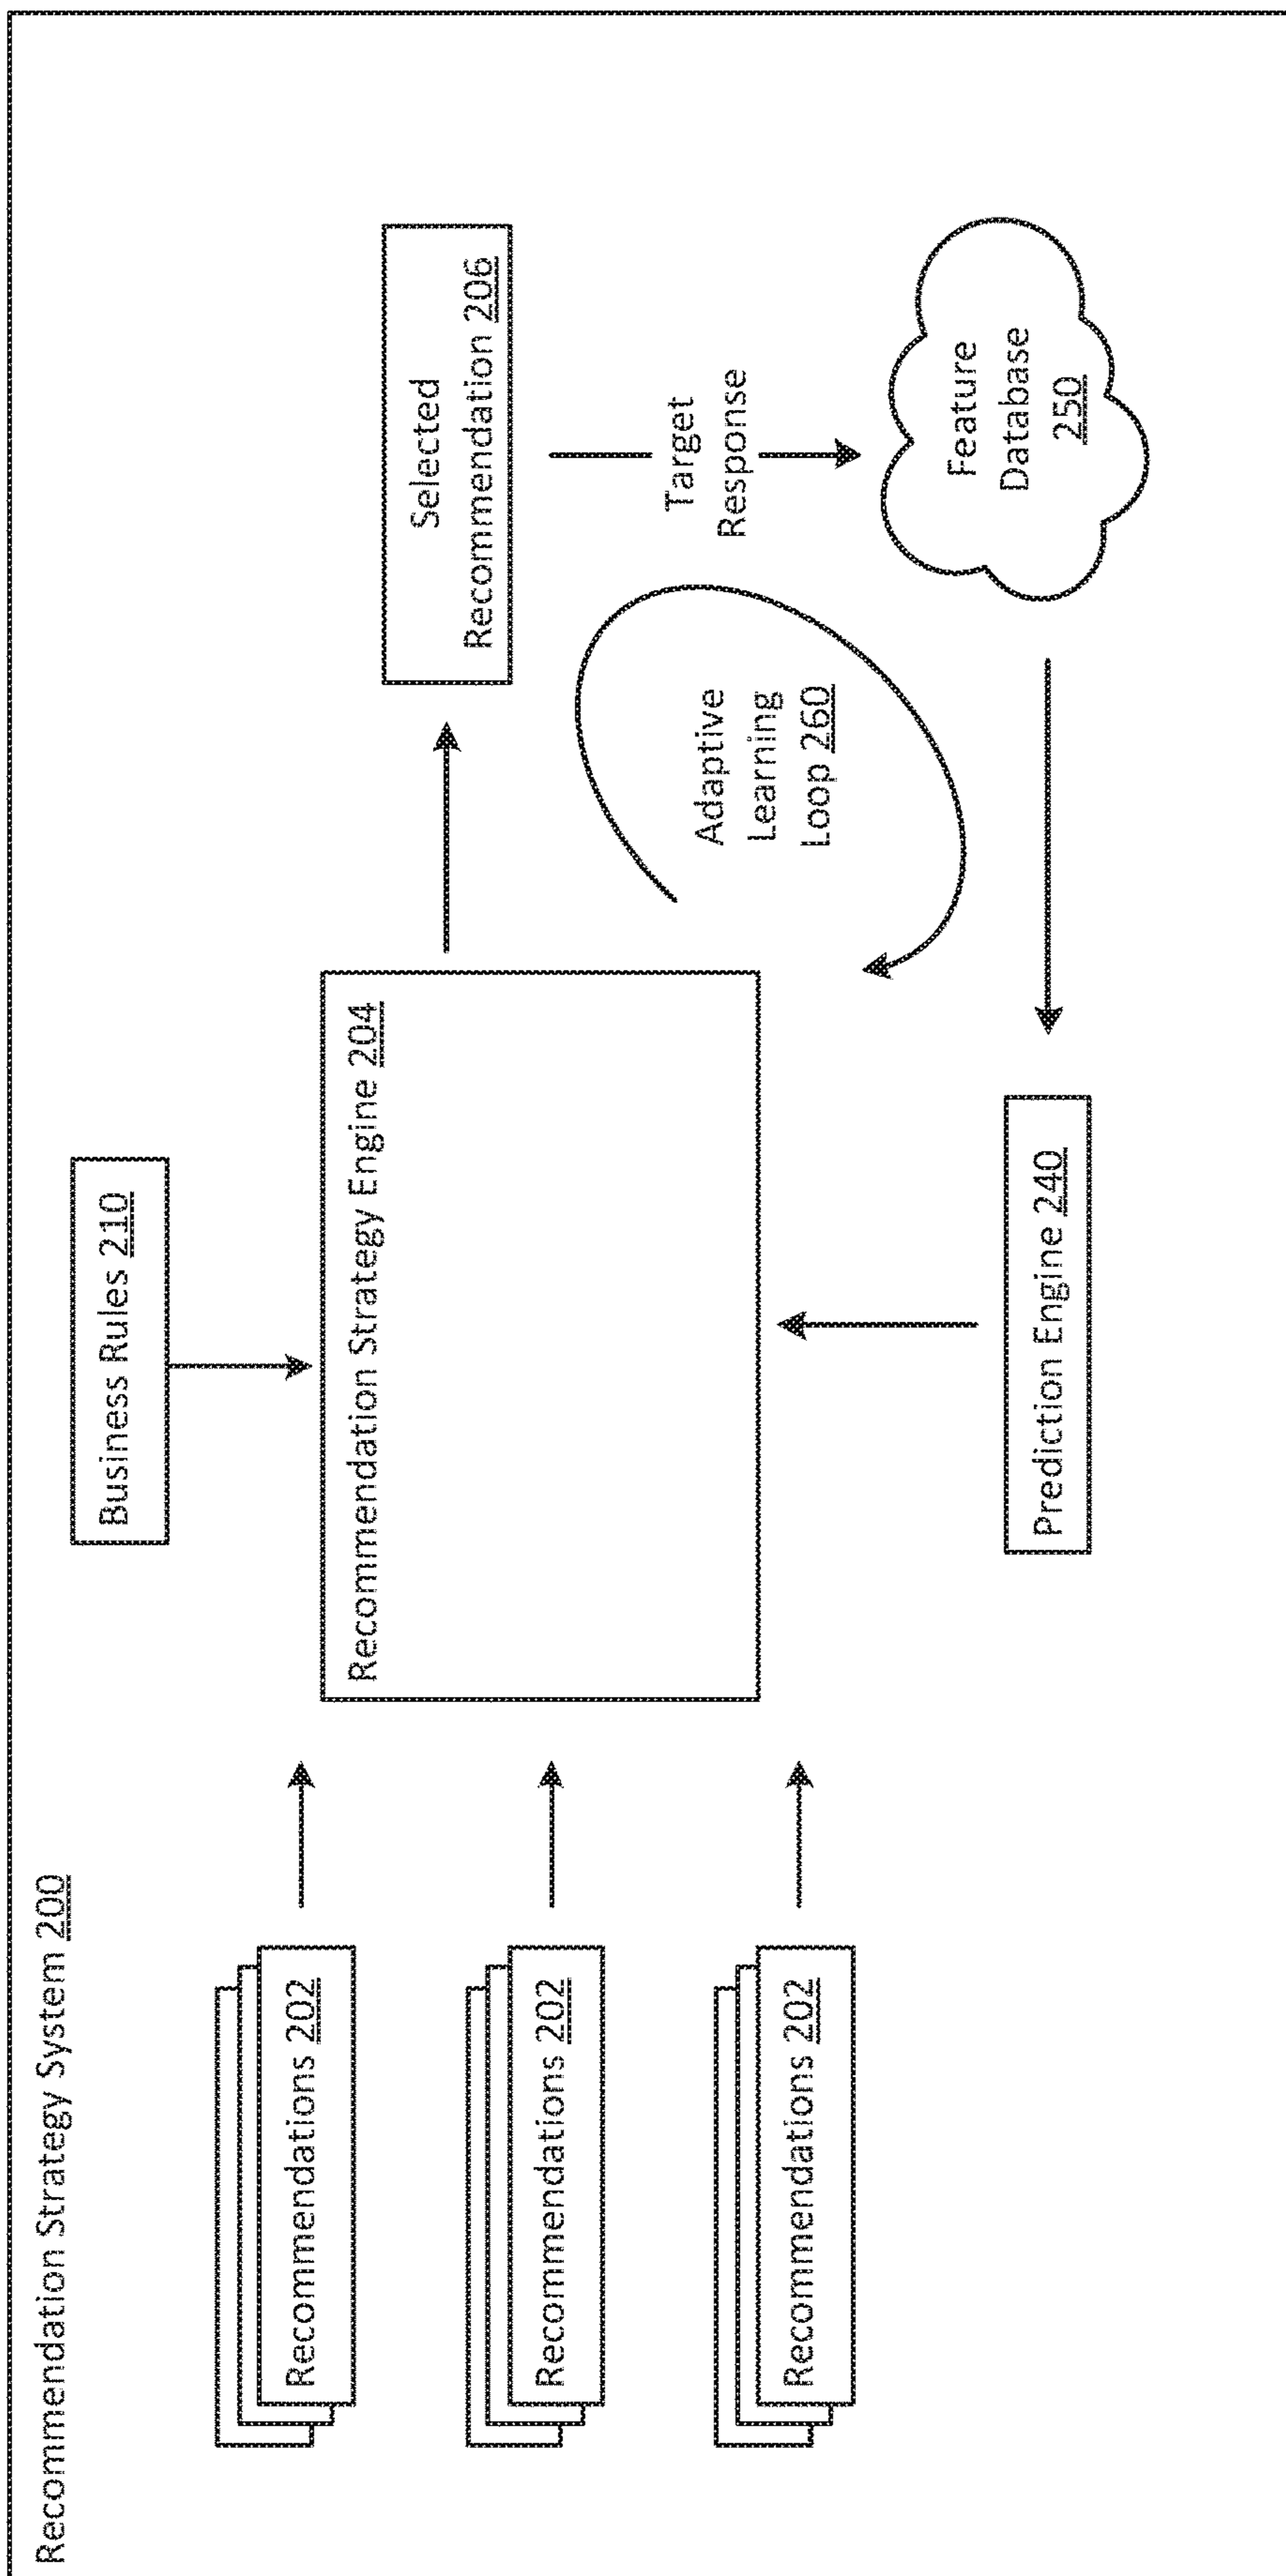 Recommendation Strategy System 200
Business Rules 210
Recommendations 202
Recommendations 202
Recommendations 202
Recommendation Strategy Engine 204
Selected
Recommendation 206
Target
Response
Adaptive
Learning
Loop 260
Feature
Database
250
Prediction Engine 240